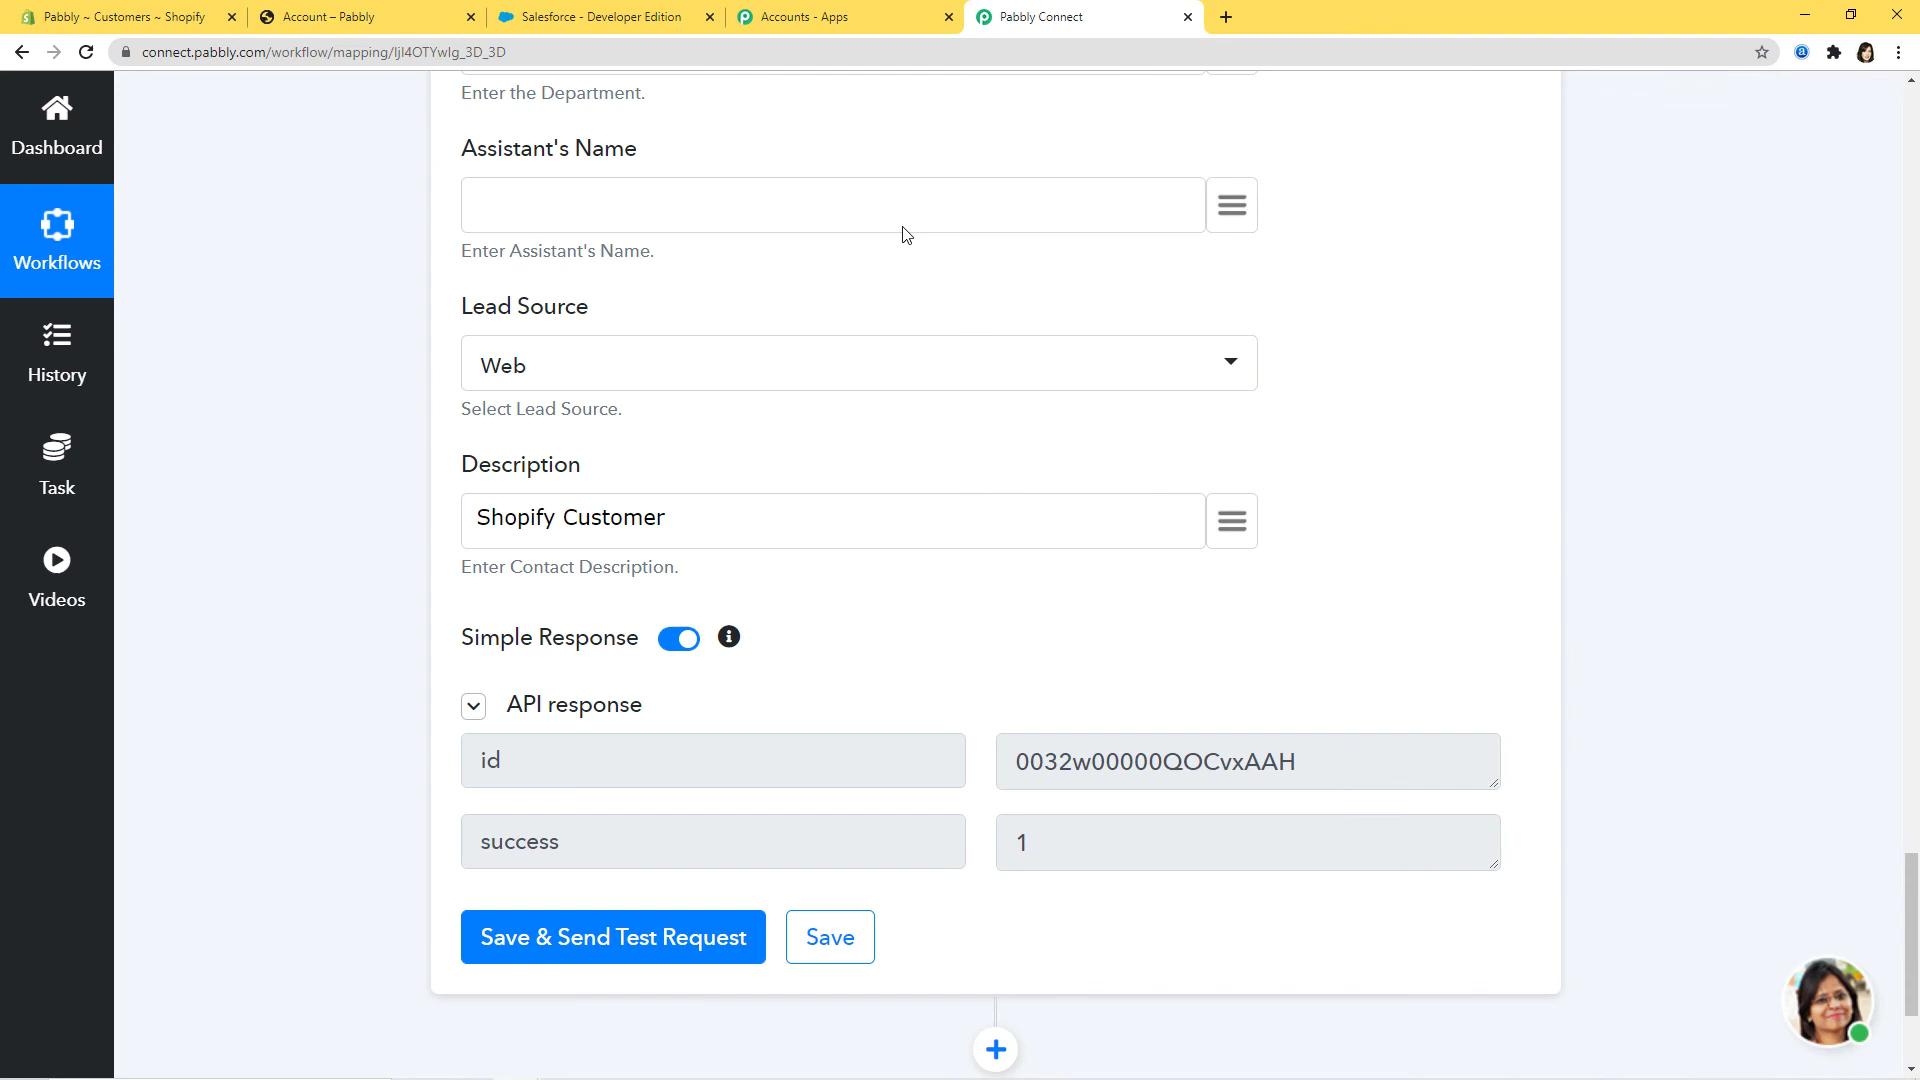 Pabbly ~ Customers ~ Shopify
Account – Pabbly
Salesforce - Developer Edition
Accounts - Apps
Pabbly Connect
connect.pabbly.com/workflow/mapping/IjI4OTYwIg_3D_3D
Dashboard
Workflows
History
Task
Videos
Enter the Department.
Assistant's Name
Enter Assistant's Name.
Lead Source
Web
Select Lead Source.
Description
Shopify Customer
Enter Contact Description.
Simple Response
API response
id
0032w00000QOCvxAAH
success
1
Save & Send Test Request
Save